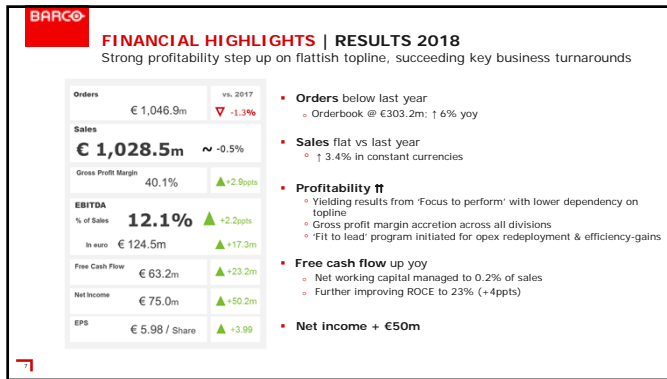 BARCO
FINANCIAL HIGHLIGHTS | RESULTS 2018
Strong profitability step up on flattish topline, succeeding key business turnarounds
Orders vs. 2017
€ 1,046.9m ▽ -1.3%
Sales
€ 1,028.5m ~ -0.5%
Gross Profit Margin
40.1% ▲+2.9ppts
EBITDA
% of Sales 12.1% ▲ +2.2ppts
In euro € 124.5m ▲+17.3m
Free Cash Flow
€ 63.2m ▲+23.2m
Net Income
€ 75.0m ▲+50.2m
EPS
€ 5.98 / Share ▲ +3.99
▪ Orders below last year
o Orderbook @ €303.2m; ↑ 6% yoy
▪ Sales flat vs last year
o ↑ 3.4% in constant currencies
▪ Profitability ⇈
o Yielding results from 'Focus to perform' with lower dependency on
topline
o Gross profit margin accretion across all divisions
o 'Fit to lead' program initiated for opex redeployment & efficiency-gains
▪ Free cash flow up yoy
o Net working capital managed to 0.2% of sales
o Further improving ROCE to 23% (+4ppts)
▪ Net income + €50m
7